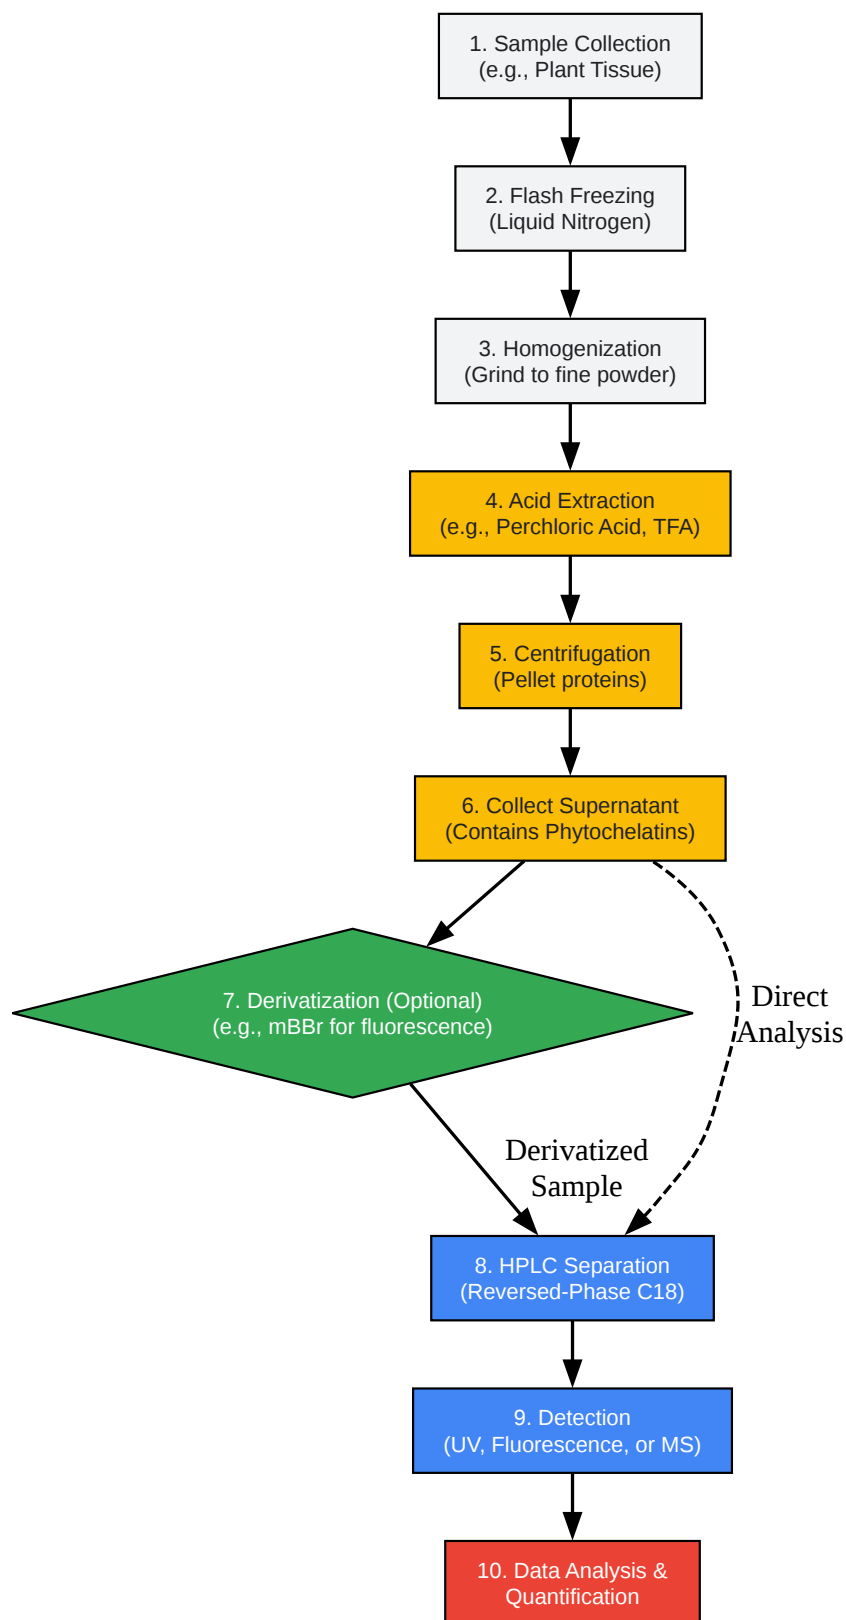 1. Sample Collection
(e.g., Plant Tissue)
2. Flash Freezing
(Liquid Nitrogen)
3. Homogenization
(Grind to fine powder)
4. Acid Extraction
(e.g., Perchloric Acid, TFA)
5. Centrifugation
(Pellet proteins)
6. Collect Supernatant
(Contains Phytochelatins)
7. Derivatization (Optional)
(e.g., mBBr for fluorescence)
Direct
Analysis
Derivatized
Sample
8. HPLC Separation
(Reversed-Phase C18)
9. Detection
(UV, Fluorescence, or MS)
10. Data Analysis &
Quantification